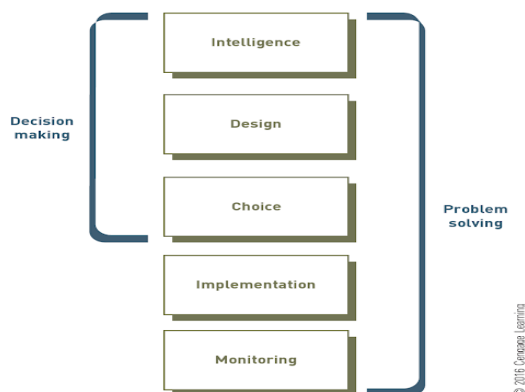 Intelligence
Decision
making
Design
Choice
Problem
solving
Implementation
Monitoring
© 2016 Cengage Learning